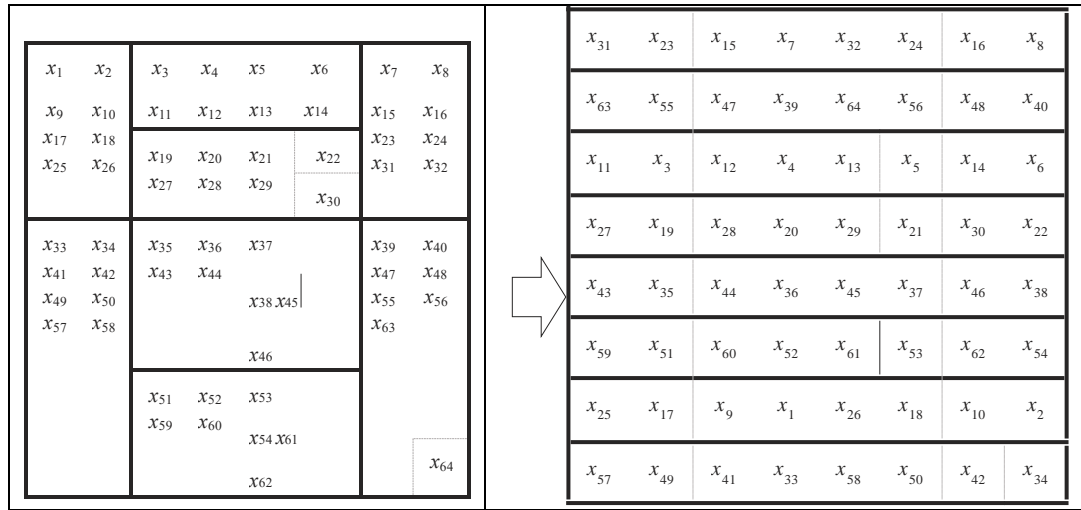 x1 x2 x3 x4 x5 x6 x7 x8
x9 x10 x11 x12 x13 x14 x15 x16
x17 x18 x19 x20 x21 x22 x23 x24
x25 x26 x27 x28 x29 x30 x31 x32
x33 x34 x35 x36 x37 x39 x40
x41 x42 x43 x44 x47 x48
x49 x50 x38 x45 x55 x56
x57 x58 x63
x46
x51 x52 x53
x59 x60
x54 x61
x64
x62
x31 x23 x15 x7 x32 x24 x16 x8
x63 x55 x47 x39 x64 x56 x48 x40
x11 x3 x12 x4 x13 x5 x14 x6
x27 x19 x28 x20 x29 x21 x30 x22
x43 x35 x44 x36 x45 x37 x46 x38
x59 x51 x60 x52 x61 x53 x62 x54
x25 x17 x9 x1 x26 x18 x10 x2
x57 x49 x41 x33 x58 x50 x42 x34